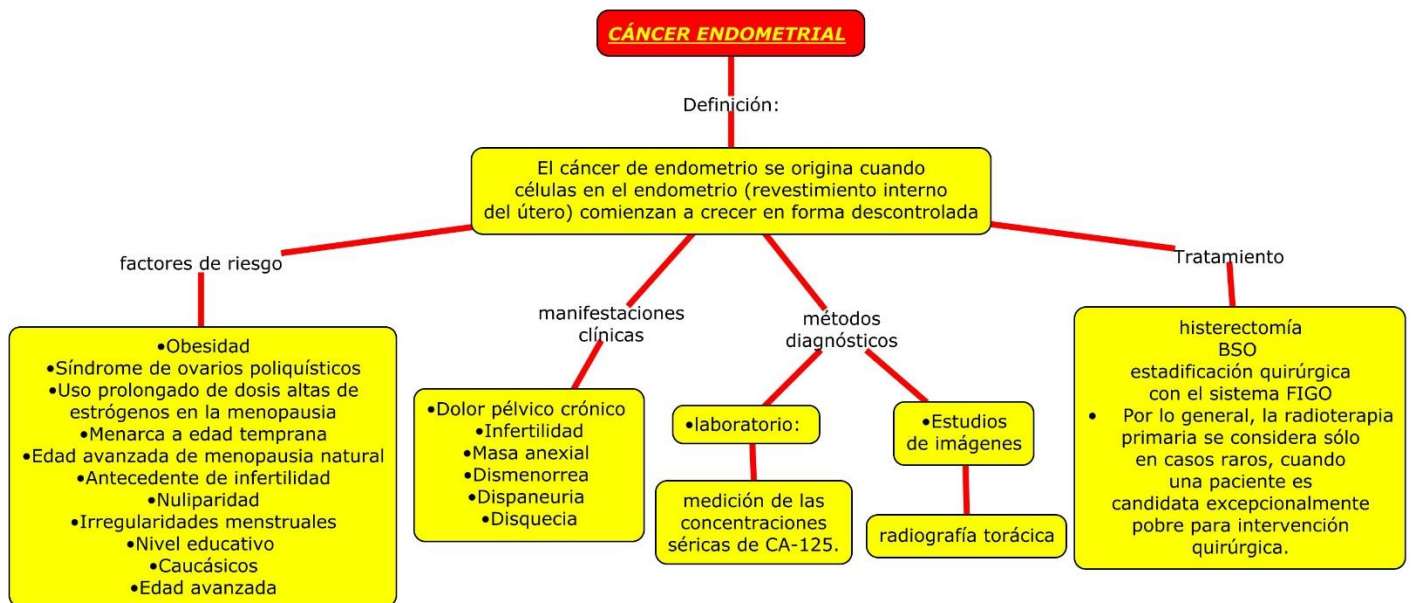 CÁNCER ENDOMETRIAL
Definición:
El cáncer de endometrio se origina cuando
células en el endometrio (revestimiento interno
del útero) comienzan a crecer en forma descontrolada
factores de riesgo
•Obesidad
•Síndrome de ovarios poliquísticos
•Uso prolongado de dosis altas de
estrógenos en la menopausia
•Menarca a edad temprana
•Edad avanzada de menopausia natural
•Antecedente de infertilidad
•Nuliparidad
•Irregularidades menstruales
•Nivel educativo
•Caucásicos
•Edad avanzada
manifestaciones
clínicas
•Dolor pélvico crónico
•Infertilidad
•Masa anexial
•Dismenorrea
•Dispaneuria
•Disquecia
métodos
diagnósticos
•laboratorio:
medición de las
concentraciones
séricas de CA-125.
•Estudios
de imágenes
radiografía torácica
Tratamiento
histerectomía
BSO
estadificación quirúrgica
con el sistema FIGO
• Por lo general, la radioterapia
primaria se considera sólo
en casos raros, cuando
una paciente es
candidata excepcionalmente
pobre para intervención
quirúrgica.